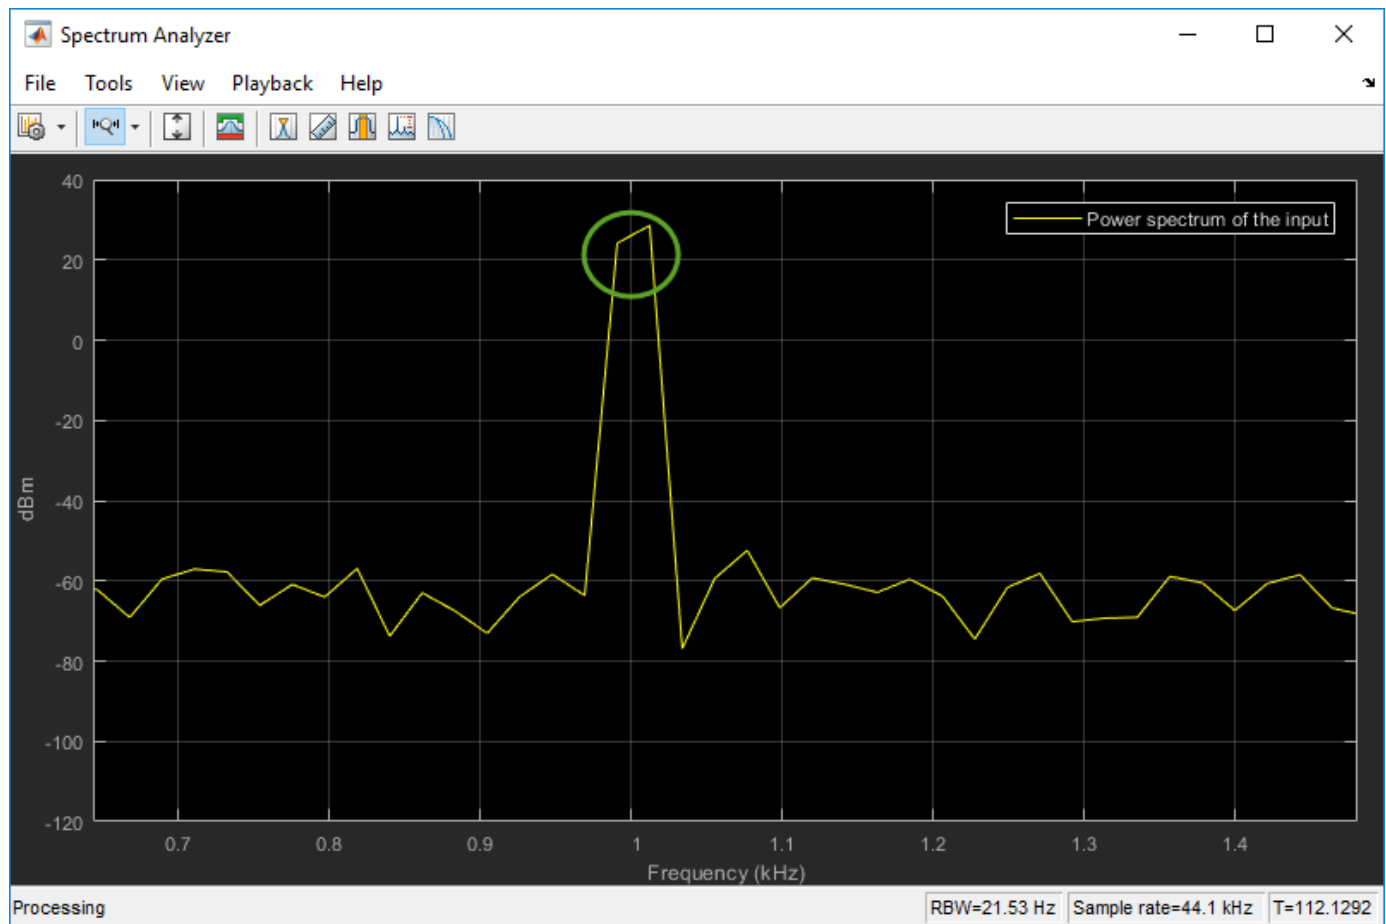 Spectrum Analyzer
File Tools View Playback Help
40
Power spectrum of the input
20
0
-20
-40
-60
-80
-100
-120
dBm
0.7 0.8 0.9 1 1.1 1.2 1.3 1.4
Frequency (kHz)
Processing RBW=21.53 Hz Sample rate=44.1 kHz T=112.1292